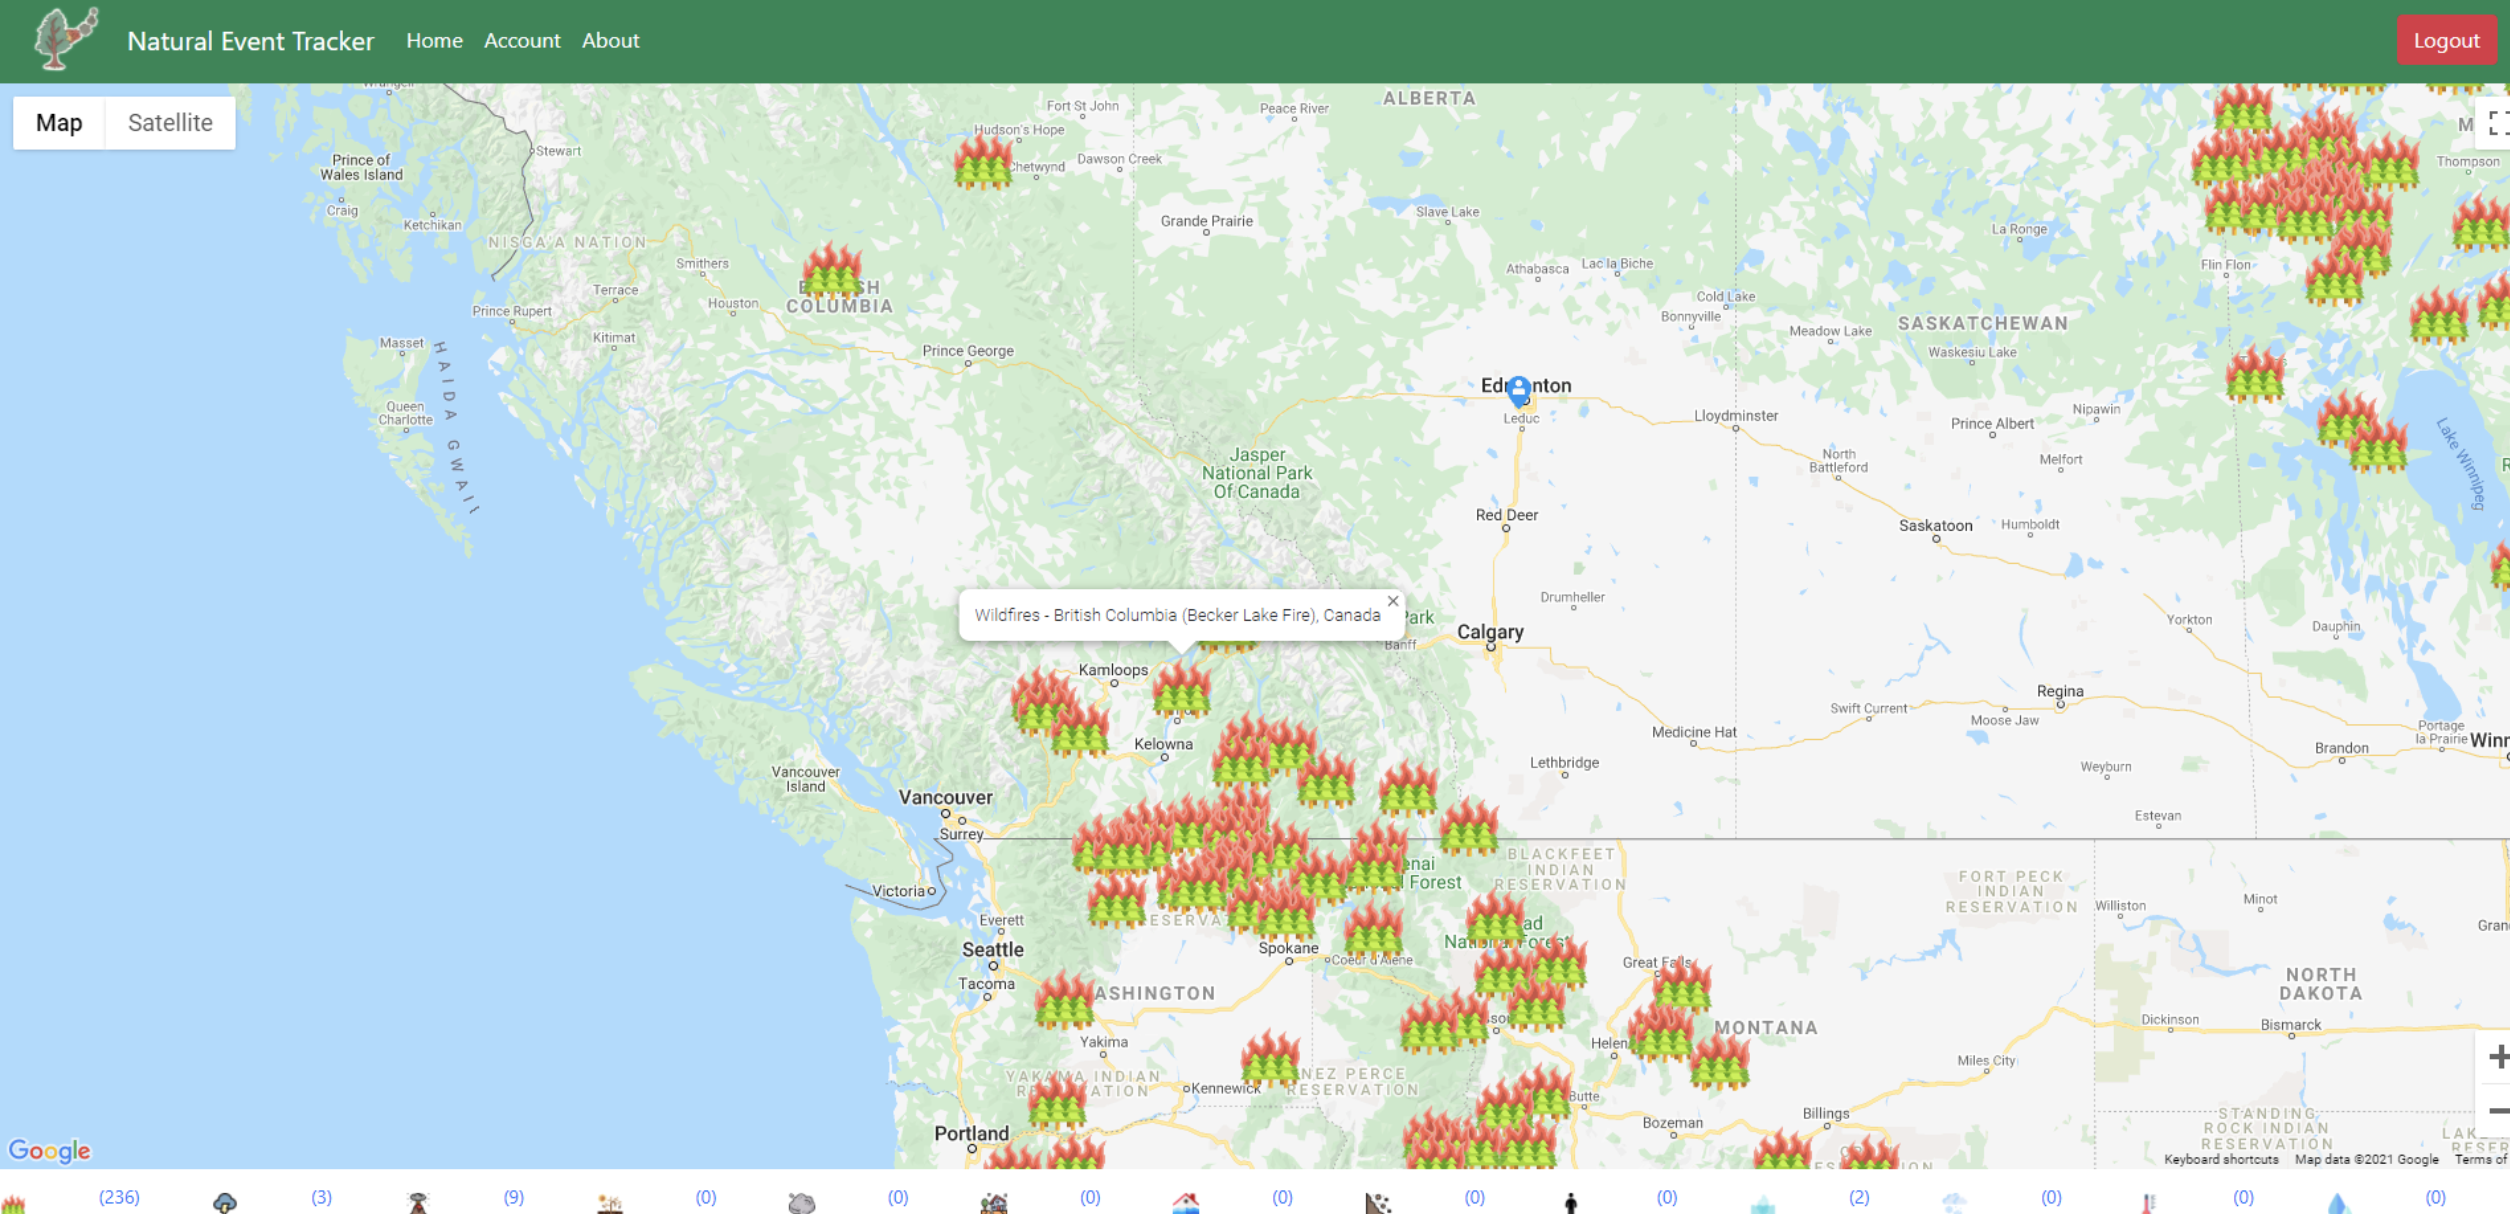 Natural Event Tracker
Home
Account
About
Logout
Map
Satellite
Wrangell
Stewart
Prince of
Wales Island
Craig
Ketchikan
NISGA'A NATION
Smithers
Terrace
Prince Rupert
Kitimat
Houston
Masset
HAIDA GWAII
Queen
Charlotte
Fort St John
Hudson's Hope
Chetwynd
Dawson Creek
Peace River
ALBERTA
Grande Prairie
Slave Lake
COLUMBIA
Prince George
Athabasca
Lac la Biche
Cold Lake
Bonnyville
Meadow Lake
SASKATCHEWAN
Waskesiu Lake
La Ronge
Flin Flon
Thompson
Leduc
Lloydminster
North
Battleford
Prince Albert
Nipawin
Melfort
Lake Winnipeg
Jasper
National Park
Of Canada
Red Deer
Saskatoon
Humboldt
Drumheller
Wildfires - British Columbia (Becker Lake Fire), Canada
Park
Banff
Calgary
Kamloops
Kelowna
Yorkton
Dauphin
Regina
Swift Current
Moose Jaw
Medicine Hat
Portage
la Prairie
Winn
Brandon
Lethbridge
Weyburn
Estevan
Vancouver
Island
Vancouver
Surrey
Victoria
Everett
Seattle
Tacoma
Spokane
Coeur d'Alene
BLACKFEET
INDIAN
RESERVATION
FORT PECK
INDIAN
RESERVATION
Williston
Minot
Gran
Great Falls
NORTH
DAKOTA
ASHINGTON
Yakima
YAKAMA INDIAN
Kennewick
NEZ PERCE
RESERVATION
Helen
MONTANA
Miles City
Dickinson
Bismarck
Butte
Bozeman
Billings
STANDING
ROCK INDIAN
RESERVATION
Portland
Google
Keyboard shortcuts
Map data ©2021 Google
Terms of
(236)
(3)
(9)
(0)
(0)
(0)
(0)
(0)
(0)
(2)
(0)
(0)
(0)